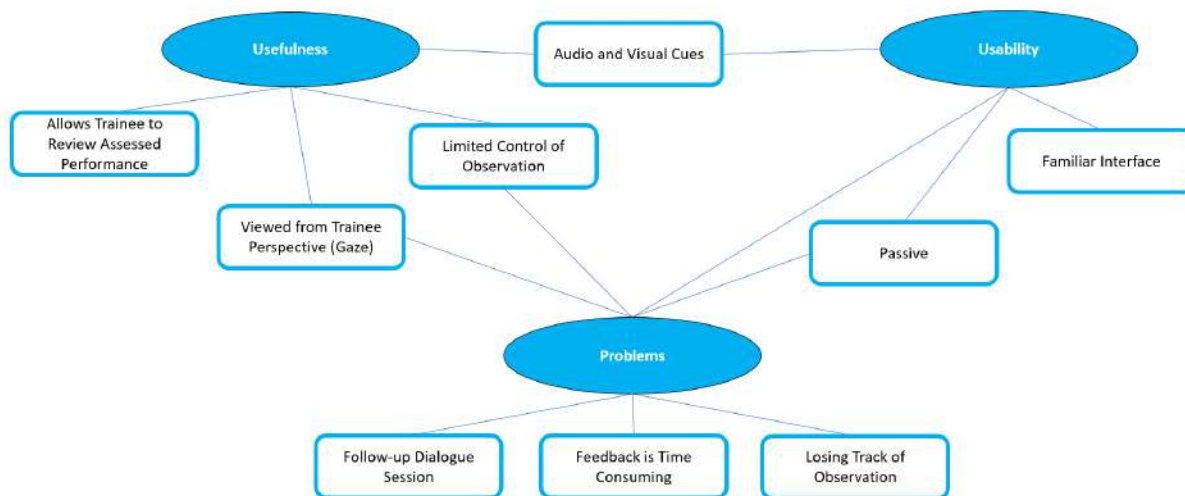 Usefulness
Audio and Visual Cues
Usability
Allows Trainee to
Review Assessed
Performance
Limited Control of
Observation
Familiar Interface
Viewed from Trainee
Perspective (Gaze)
Passive
Problems
Follow-up Dialogue
Session
Feedback is Time
Consuming
Losing Track of
Observation